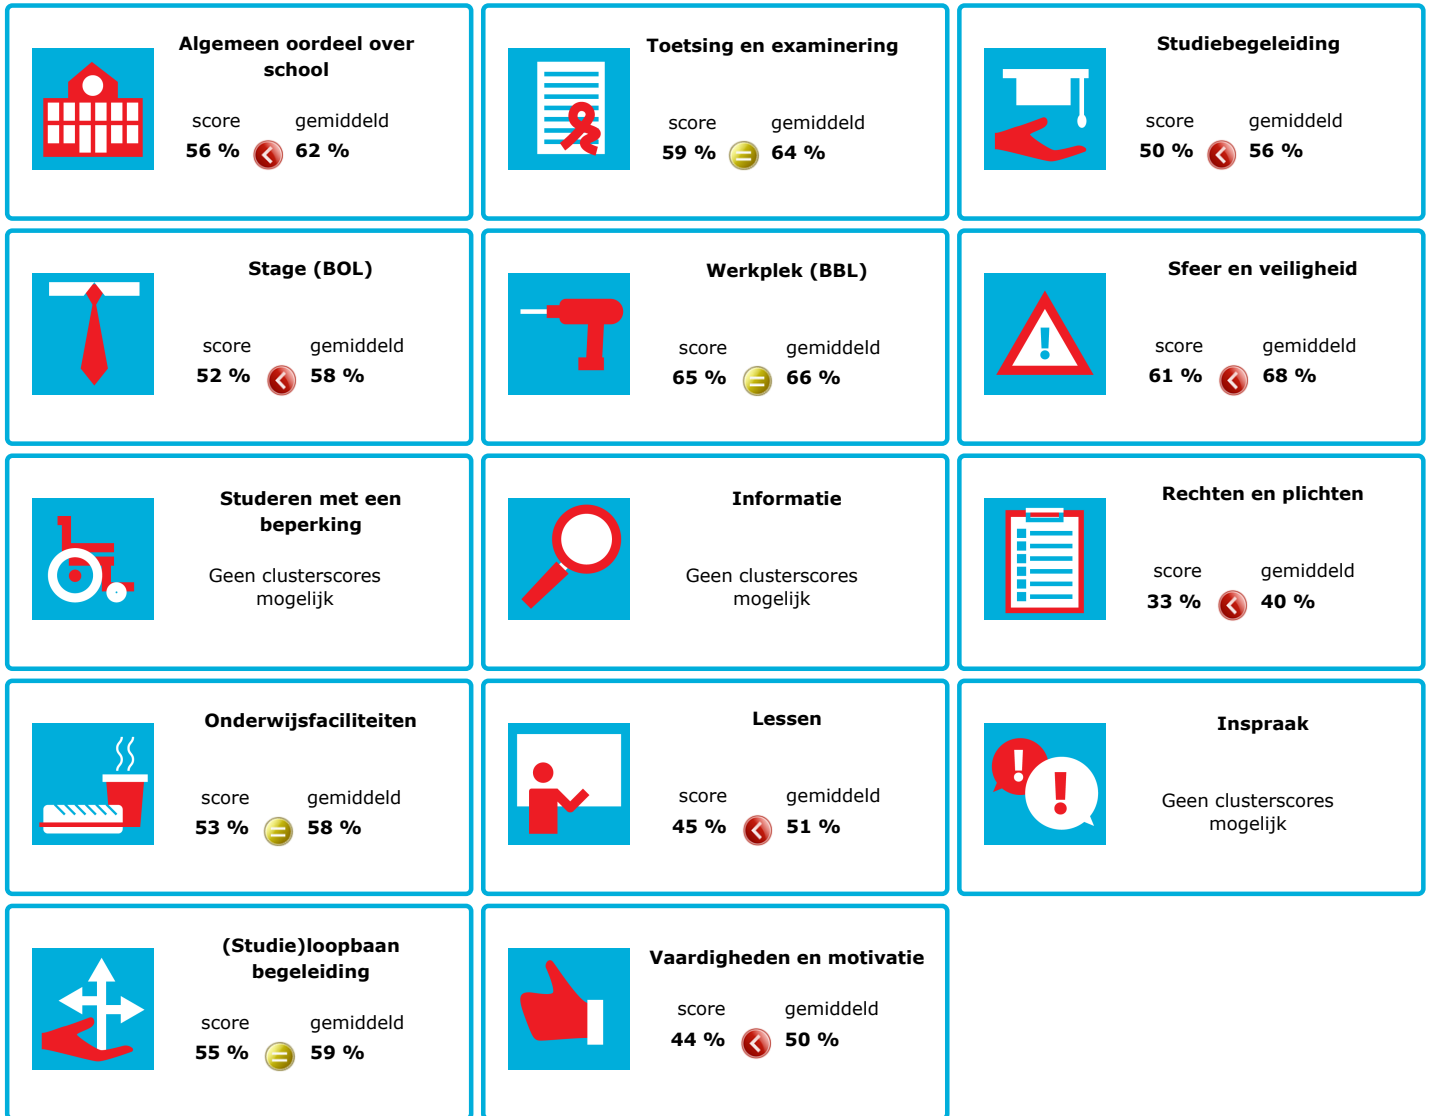 Algemeen oordeel over
school
score gemiddeld
56 % 62 %
Toetsing en examinering
score gemiddeld
59 % = 64 %
Studiebegeleiding
score gemiddeld
50 % 56 %
Stage (BOL)
score gemiddeld
52 % 58 %
Werkplek (BBL)
score gemiddeld
65 % = 66 %
Sfeer en veiligheid
!
score gemiddeld
61 % 68 %
Studeren met een
beperking
Geen clusterscores
mogelijk
Informatie
Geen clusterscores
mogelijk
Rechten en plichten
score gemiddeld
33 % 40 %
Onderwijsfaciliteiten
score gemiddeld
53 % = 58 %
Lessen
score gemiddeld
45 % 51 %
Inspraak
! !
Geen clusterscores
mogelijk
(Studie)loopbaan
begeleiding
score gemiddeld
55 % = 59 %
Vaardigheden en motivatie
score gemiddeld
44 % 50 %